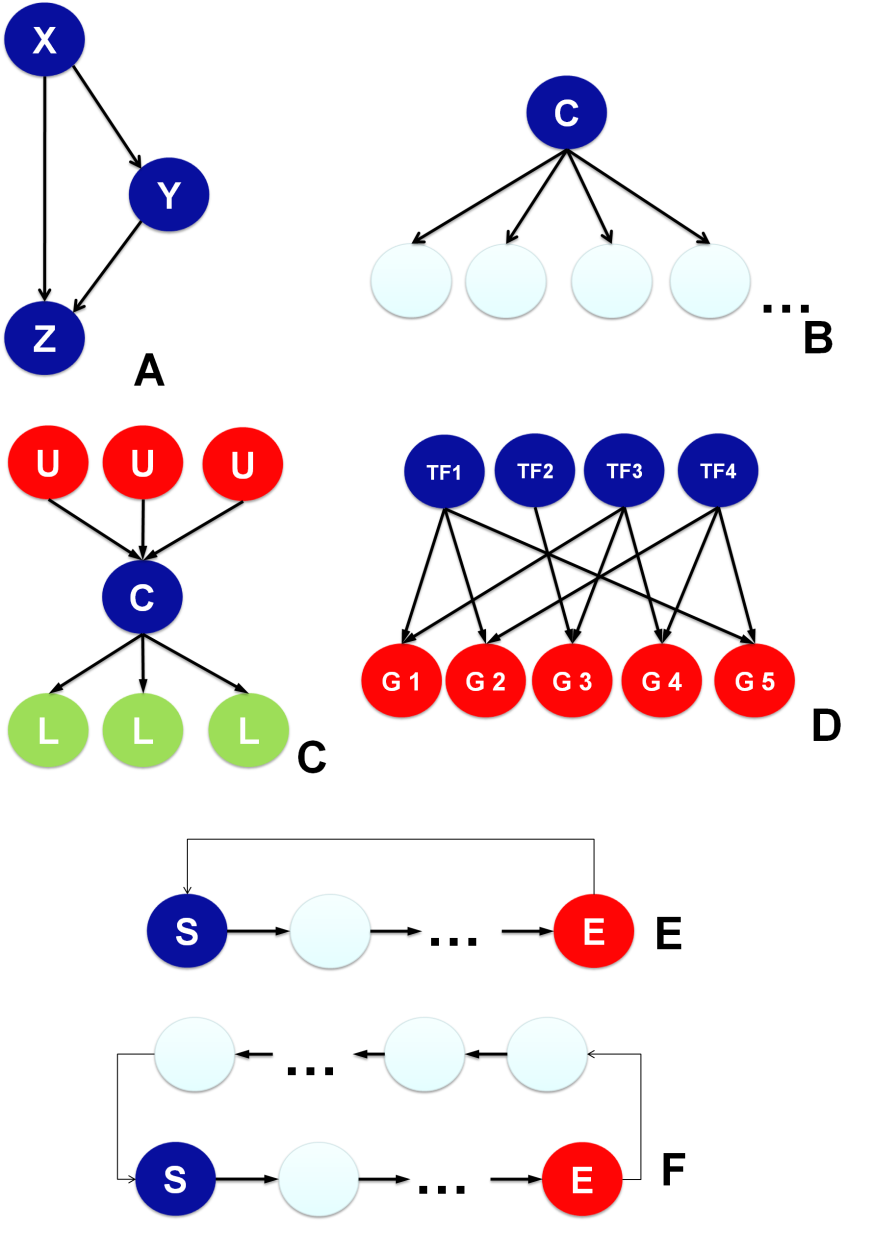 X
C
Y
...
Z
B
A
U U U
TF1 TF2 TF3 TF4
C
G 1 G 2 G 3 G 4 G 5
L L L
C
D
S ... E E
...
S ... E F